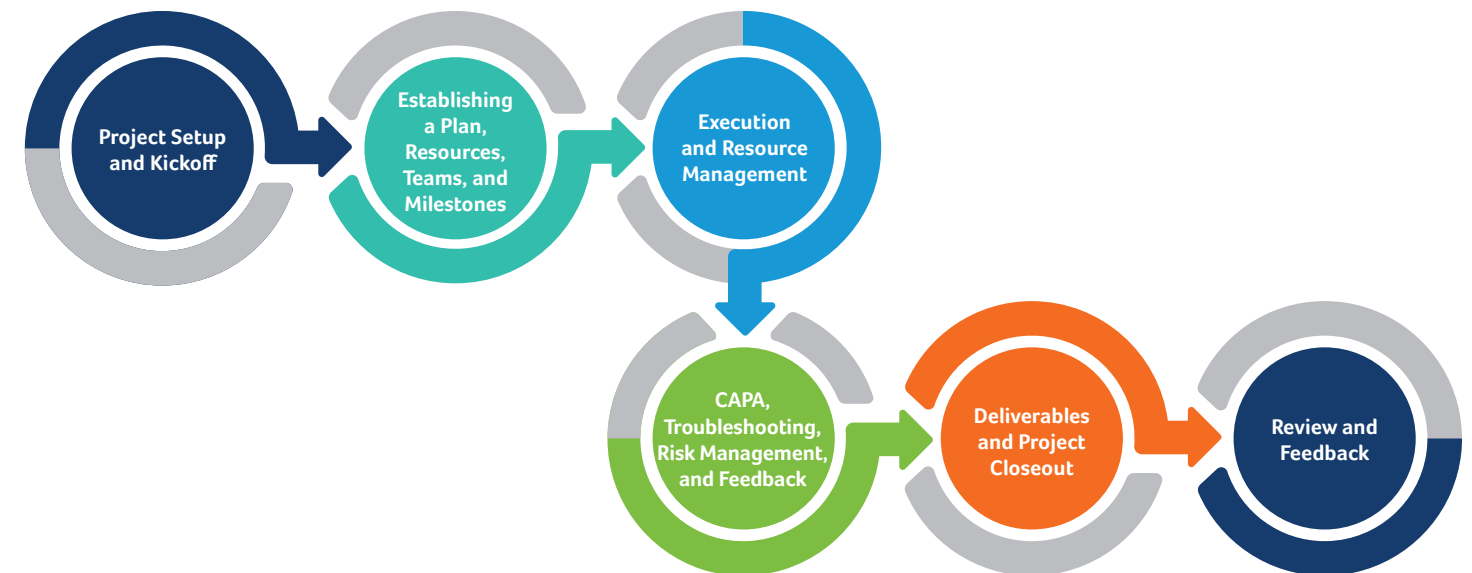 Project Setup
and Kickoff
Establishing
a Plan,
Resources,
Teams, and
Milestones
Execution
and Resource
Management
CAPA,
Troubleshooting,
Risk Management,
and Feedback
Deliverables
and Project
Closeout
Review and
Feedback